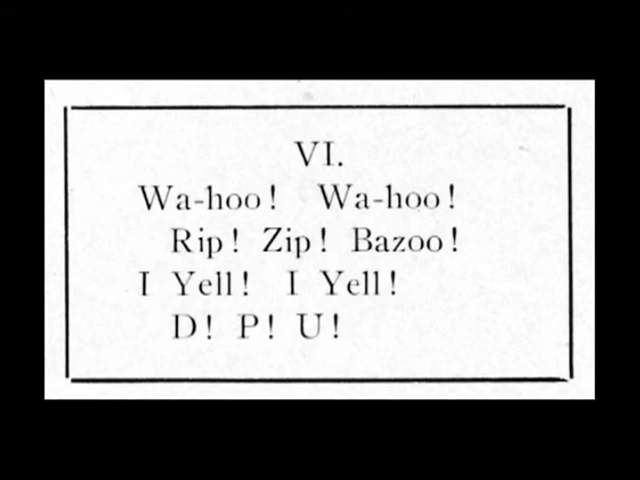 VI.
Wa-hoo! Wa-hoo!
Rip! Zip! Bazoo!
I Yell! I Yell!
D! P! U!